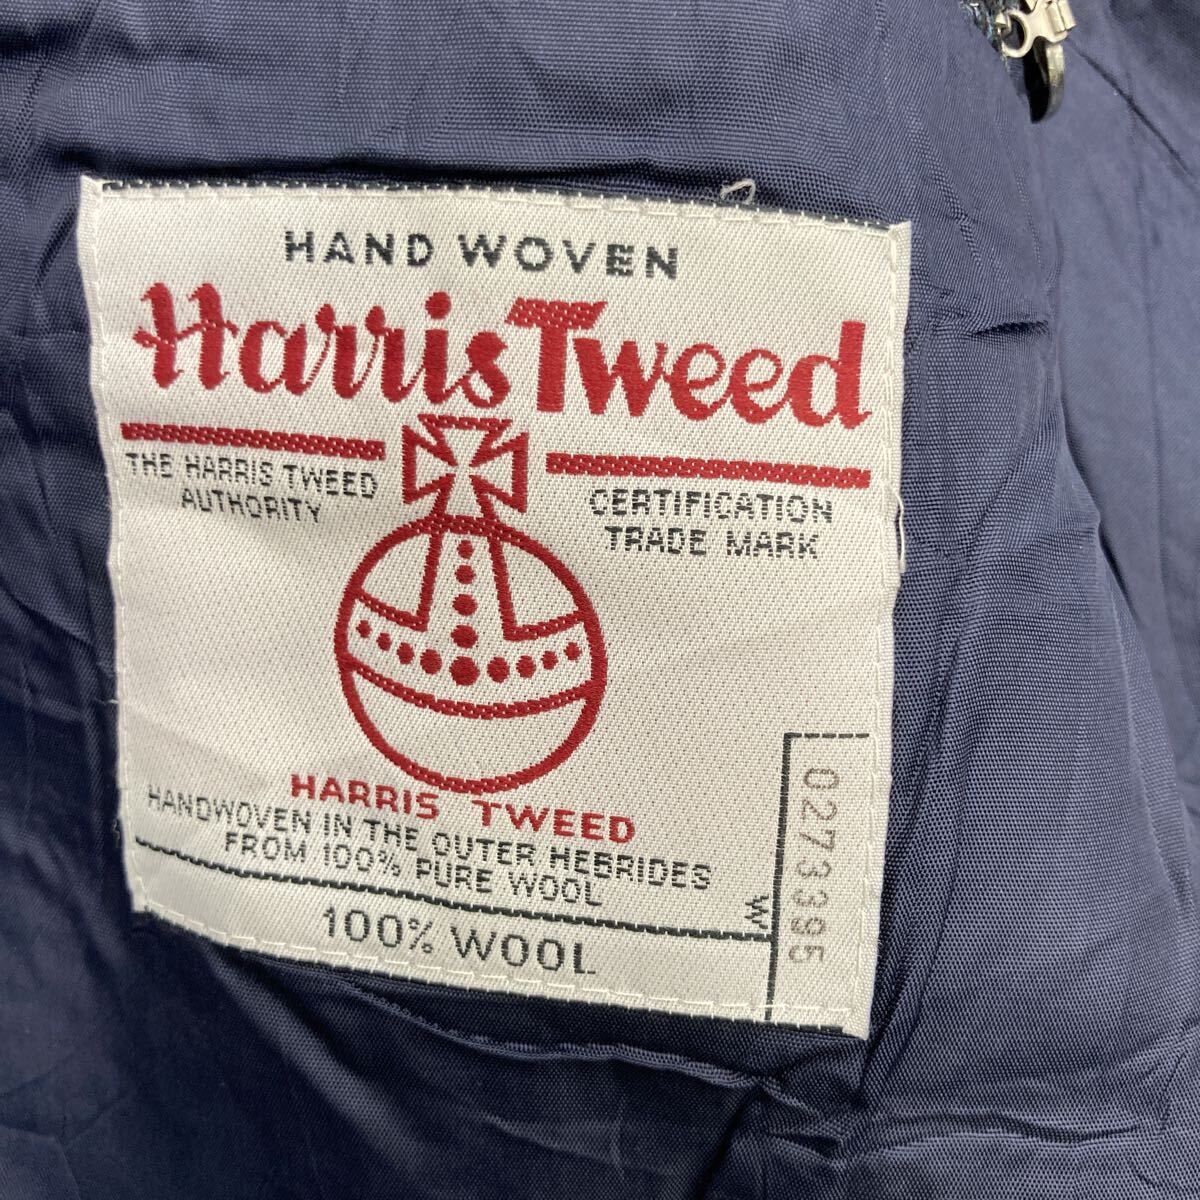 HAND WOVEN
Harris Tweed
THE HARRIS TWEED
AUTHORITY
CERTIFICATION
TRADE MARK
HARRIS TWEED
HANDWOVEN IN THE OUTER HEBRIDES
FROM 100% PURE WOOL
100% WOOL
W
0273395